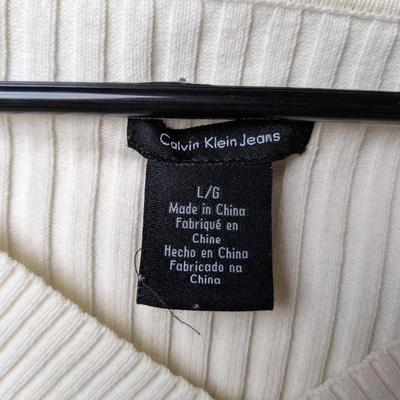 Calvin Klein Jeans
L/G
Made in China
Fabriqué en
Chine
Hecho en China
Fabricado na
China